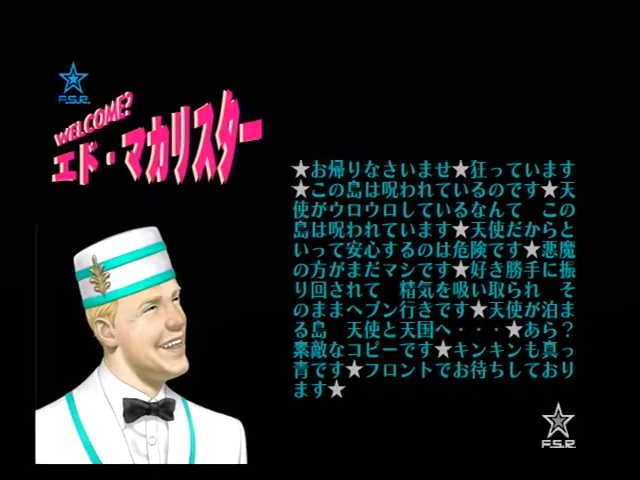 F.S.R.
WELCOME?
エド・マカリスター
★お帰りなさいませ★狂っています
★この島は呪われているのです★天
使がウロウロしているなんて　この
島は呪われています★天使だからと
いって安心するのは危険です★悪魔
の方がまだマシです★好き勝手に振
り回されて　精気を吸い取られ　そ
のままヘブン行きです★天使が泊ま
る島　天使と天国へ・・・★あら？
素敵なコピーです★キンキンも真っ
青です★フロントでお待ちしており
ます★
F.S.R.